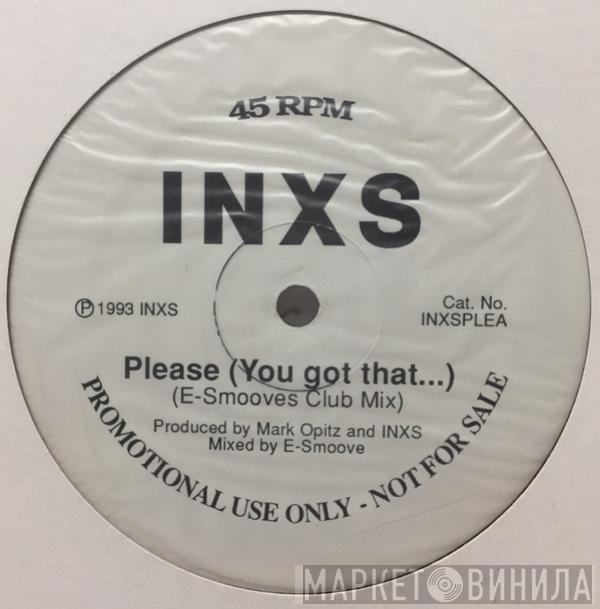 45 RPM
INXS
℗ 1993 INXS
Cat. No.
INXSPLEA
Please (You got that...)
(E-Smooves Club Mix)
Produced by Mark Opitz and INXS
Mixed by E-Smoove
PROMOTIONAL USE ONLY - NOT FOR SALE
МАРКЕТ ВИНИЛА